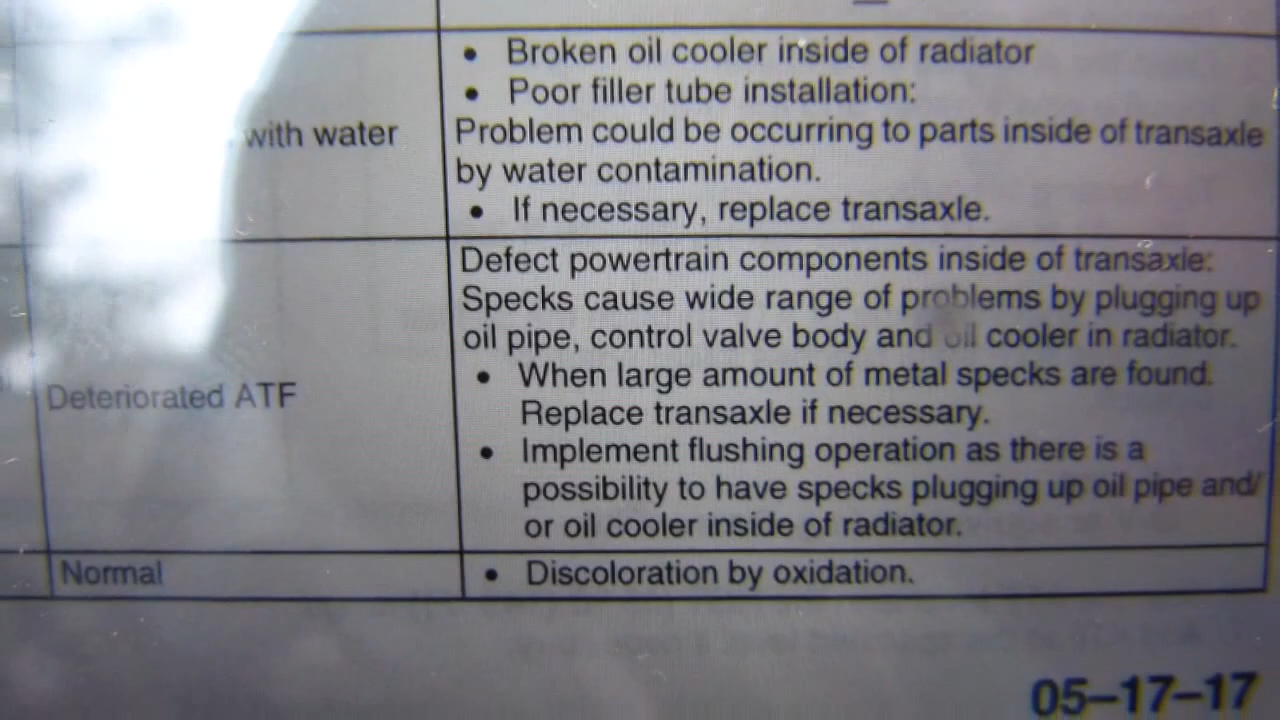 • Broken oil cooler inside of radiator
• Poor filler tube installation:
with water
Problem could be occurring to parts inside of transaxle
by water contamination.
• If necessary, replace transaxle.
Deteriorated ATF
Defect powertrain components inside of transaxle:
Specks cause wide range of problems by plugging up
oil pipe, control valve body and oil cooler in radiator.
• When large amount of metal specks are found.
Replace transaxle if necessary.
• Implement flushing operation as there is a
possibility to have specks plugging up oil pipe and/
or oil cooler inside of radiator.
Normal
• Discoloration by oxidation.
05–17–17